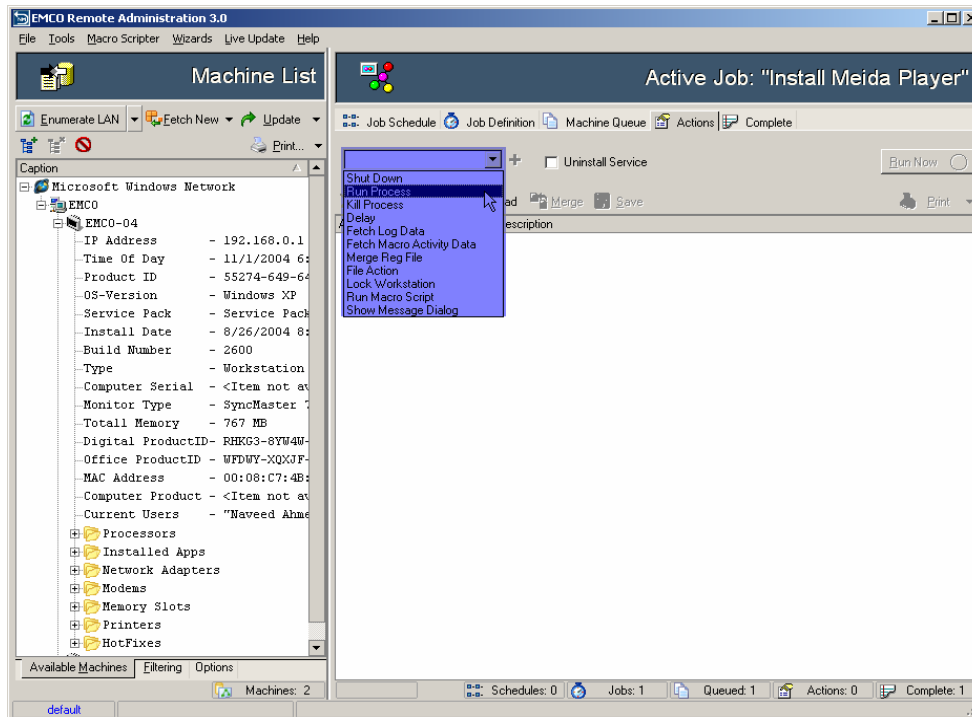 EMCO Remote Administration 3.0
File Tools Macro Scripter Wizards Live Update Help
Machine List
Active Job: "Install Meida Player"
Enumerate LAN Fetch New Update
Print...
Job Schedule Job Definition Machine Queue Actions Complete
Uninstall Service
Run Now
Merge Save
Print
Caption
Microsoft Windows Network
EMCO
EMCO-04
IP Address - 192.168.0.1
Time Of Day - 11/1/2004 6:
Product ID - 55274-649-64
OS-Version - Windows XP
Service Pack - Service Pack
Install Date - 8/26/2004 8:
Build Number - 2600
Type - Workstation
Computer Serial - <Item not av
Monitor Type - SyncMaster 7
Totall Memory - 767 MB
Digital ProductID- RHKG3-8YW4W-
Office ProductID - WFDWY-XQXJF-
MAC Address - 00:08:C7:4B:
Computer Product - <Item not av
Current Users - "Naveed Ahme
Processors
Installed Apps
Network Adapters
Modems
Memory Slots
Printers
HotFixes
Shut Down
Run Process
Kill Process
Delay
Fetch Log Data
Fetch Macro Activity Data
Merge Reg File
File Action
Lock Workstation
Run Macro Script
Show Message Dialog
Available Machines Filtering Options
Machines: 2
Schedules: 0 Jobs: 1 Queued: 1 Actions: 0 Complete: 1
default